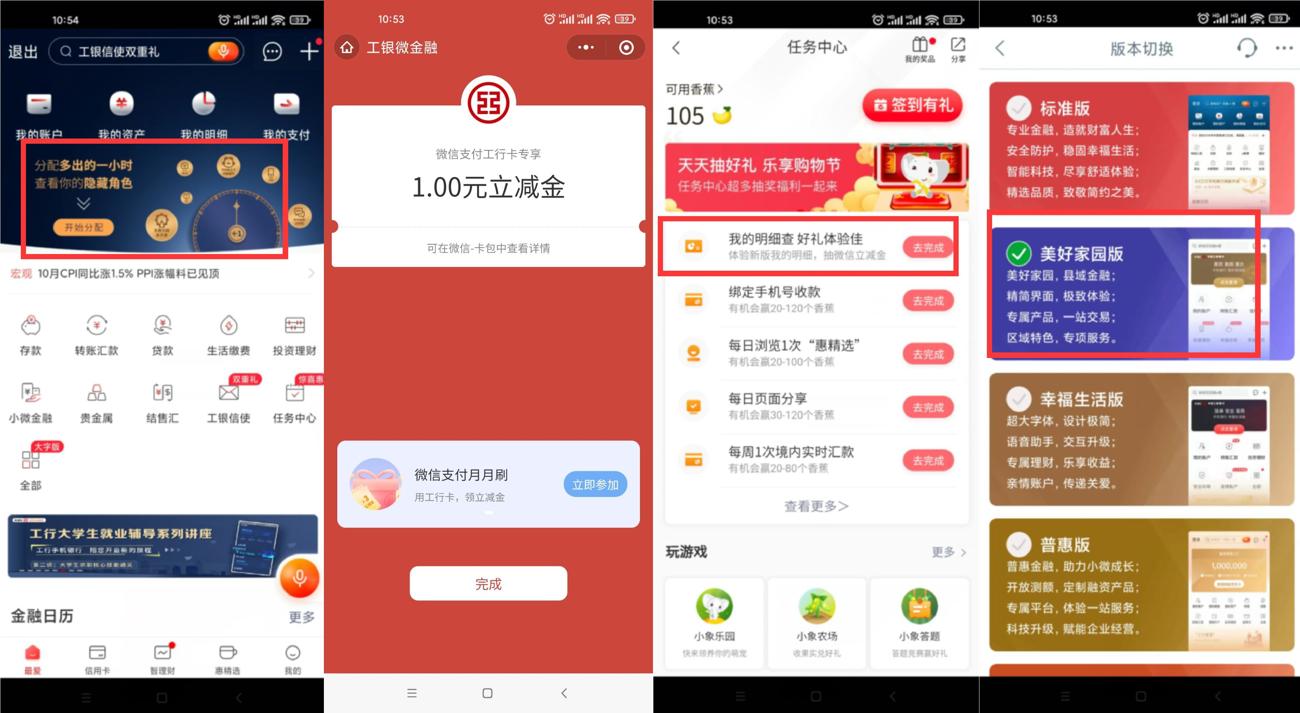 10:54
39
退出
工银信使双重礼
我的账户
我的资产
我的明细
我的支付
分配多出的一小时
查看你的隐藏角色
开始分配
+1
宏观 10月CPI同比涨1.5% PPI涨幅料已见顶
存款
转账汇款
贷款
生活缴费
投资理财
双重礼
惊喜惠
小微金融
贵金属
结售汇
工银信使
任务中心
大字版
全部
工行大学生就业辅导系列讲座
金融日历
更多
最爱
信用卡
智理财
惠精选
我的
10:53
39
工银微金融
微信支付工行卡专享
1.00元立减金
可在微信-卡包中查看详情
微信支付月月刷
用工行卡，领立减金
立即参加
完成
10:53
39
任务中心
我的奖品
分享
可用香蕉>
105
签到有礼
天天抽好礼 乐享购物节
任务中心超多抽奖福利一起来
我的明细查 好礼体验佳
体验新版我的明细，抽微信立减金
去完成
绑定手机号收款
有机会赢20-120个香蕉
去完成
每日浏览1次“惠精选”
有机会赢20-100个香蕉
去完成
每日页面分享
有机会赢30-120个香蕉
去完成
每周1次境内实时汇款
有机会赢20-80个香蕉
去完成
查看更多>
玩游戏
更多 >
小象乐园
快来领养你的萌宠
小象农场
收果实兑好礼
小象答题
答题竞赛赢好礼
10:53
39
版本切换
标准版
专业金融，造就财富人生；
安全防护，稳固幸福生活；
智能科技，尽享舒适体验；
精选品质，致敬简约之美。
美好家园版
美好家园，县域金融；
精简界面，极致体验；
专属产品，一站交易；
区域特色，专项服务。
幸福生活版
超大字体，设计极简；
语音助手，交互升级；
专属理财，乐享收益；
亲情账户，传递关爱。
普惠版
普惠金融，助力小微成长；
开放测额，定制融资产品；
专属平台，体验一站服务；
科技升级，赋能企业经营。
1,000,000